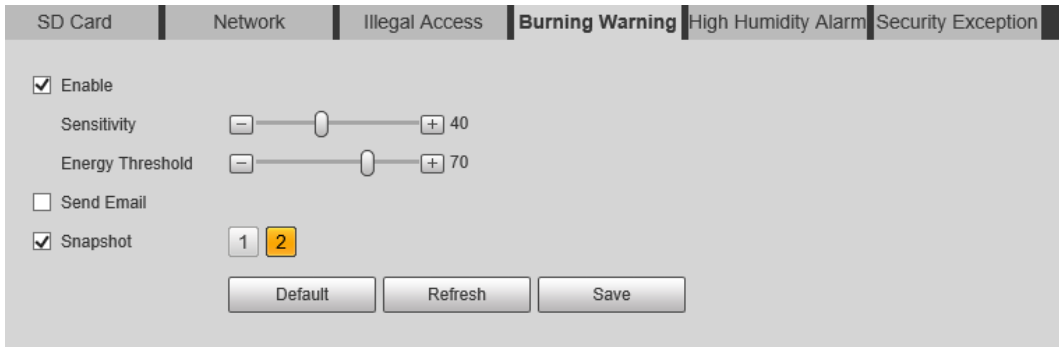 SD Card Network Illegal Access Burning Warning High Humidity Alarm Security Exception
Enable
Sensitivity 40
Energy Threshold 70
Send Email
Snapshot 1 2
Default Refresh Save